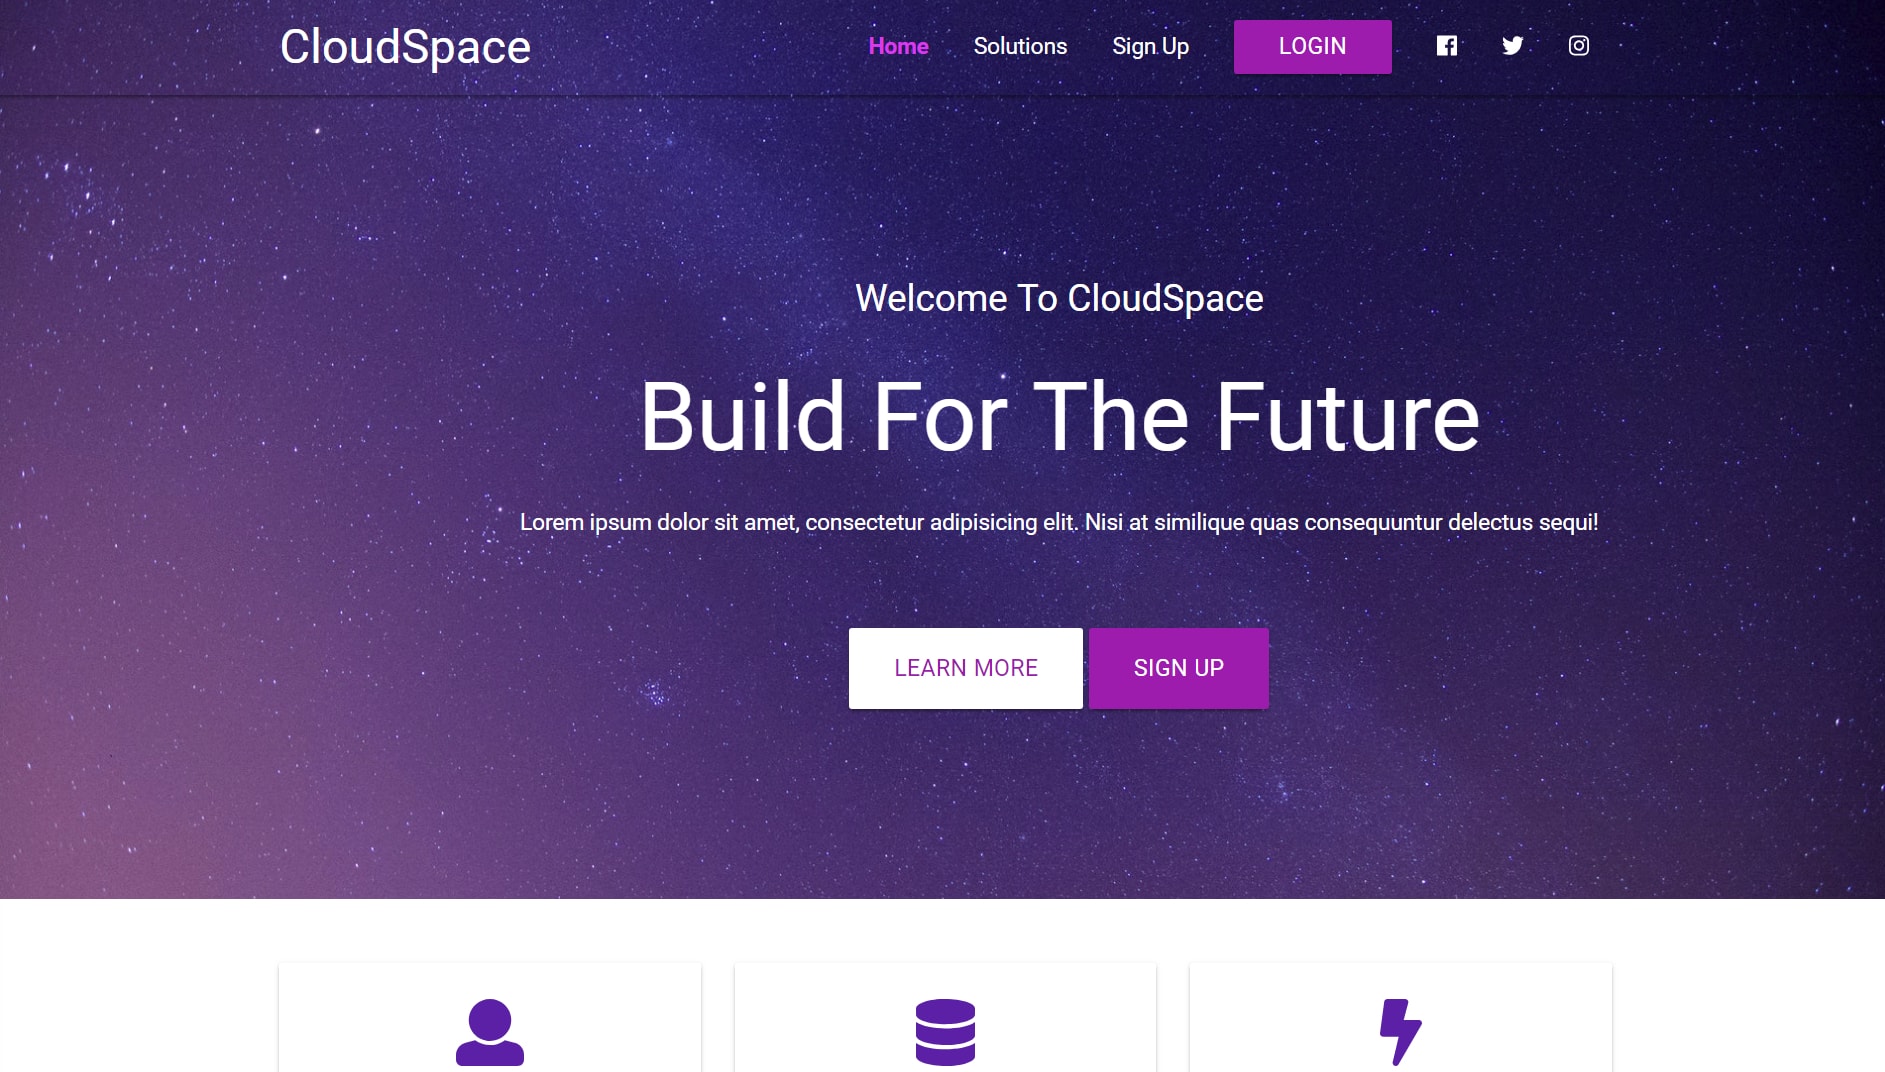 CloudSpace
Home Solutions Sign Up LOGIN
Welcome To CloudSpace
Build For The Future
Lorem ipsum dolor sit amet, consectetur adipisicing elit. Nisi at similique quas consequuntur delectus sequi!
LEARN MORE SIGN UP